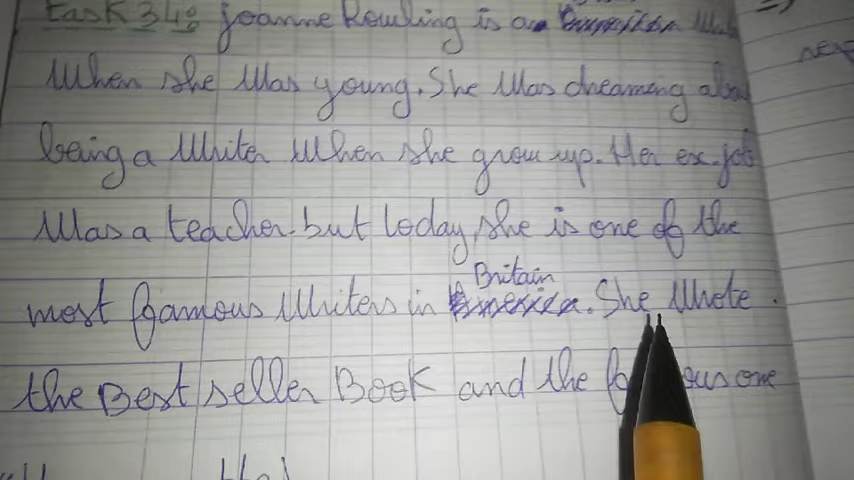 task 348 Joanne Rowling is a
When she was young, she was dreaming about
being a writer when she grow up. Her ex-job
was a teacher. but today, she is one of the
most famous writers in Britain. She wrote
the Best seller Book and the famous one